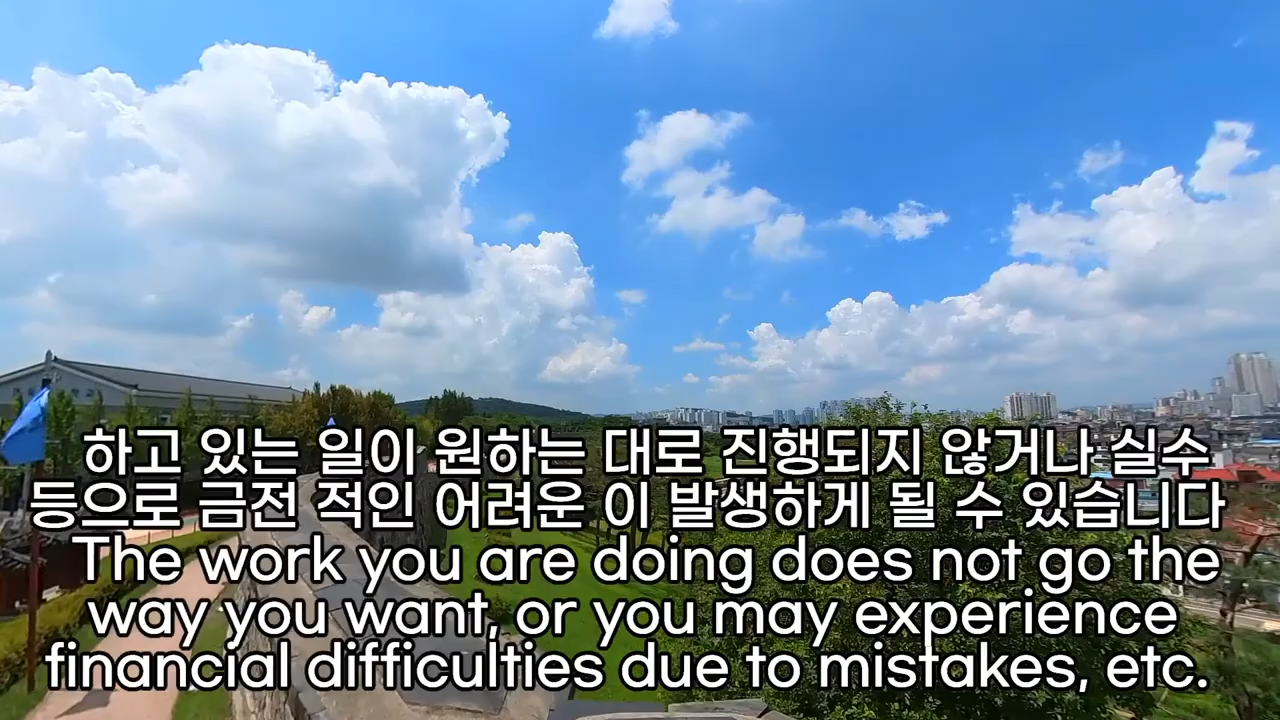 하고 있는 일이 원하는 대로 진행되지 않거나 실수
등으로 금전 적인 어려운 이 발생하게 될 수 있습니다
The work you are doing does not go the
way you want, or you may experience
financial difficulties due to mistakes, etc.